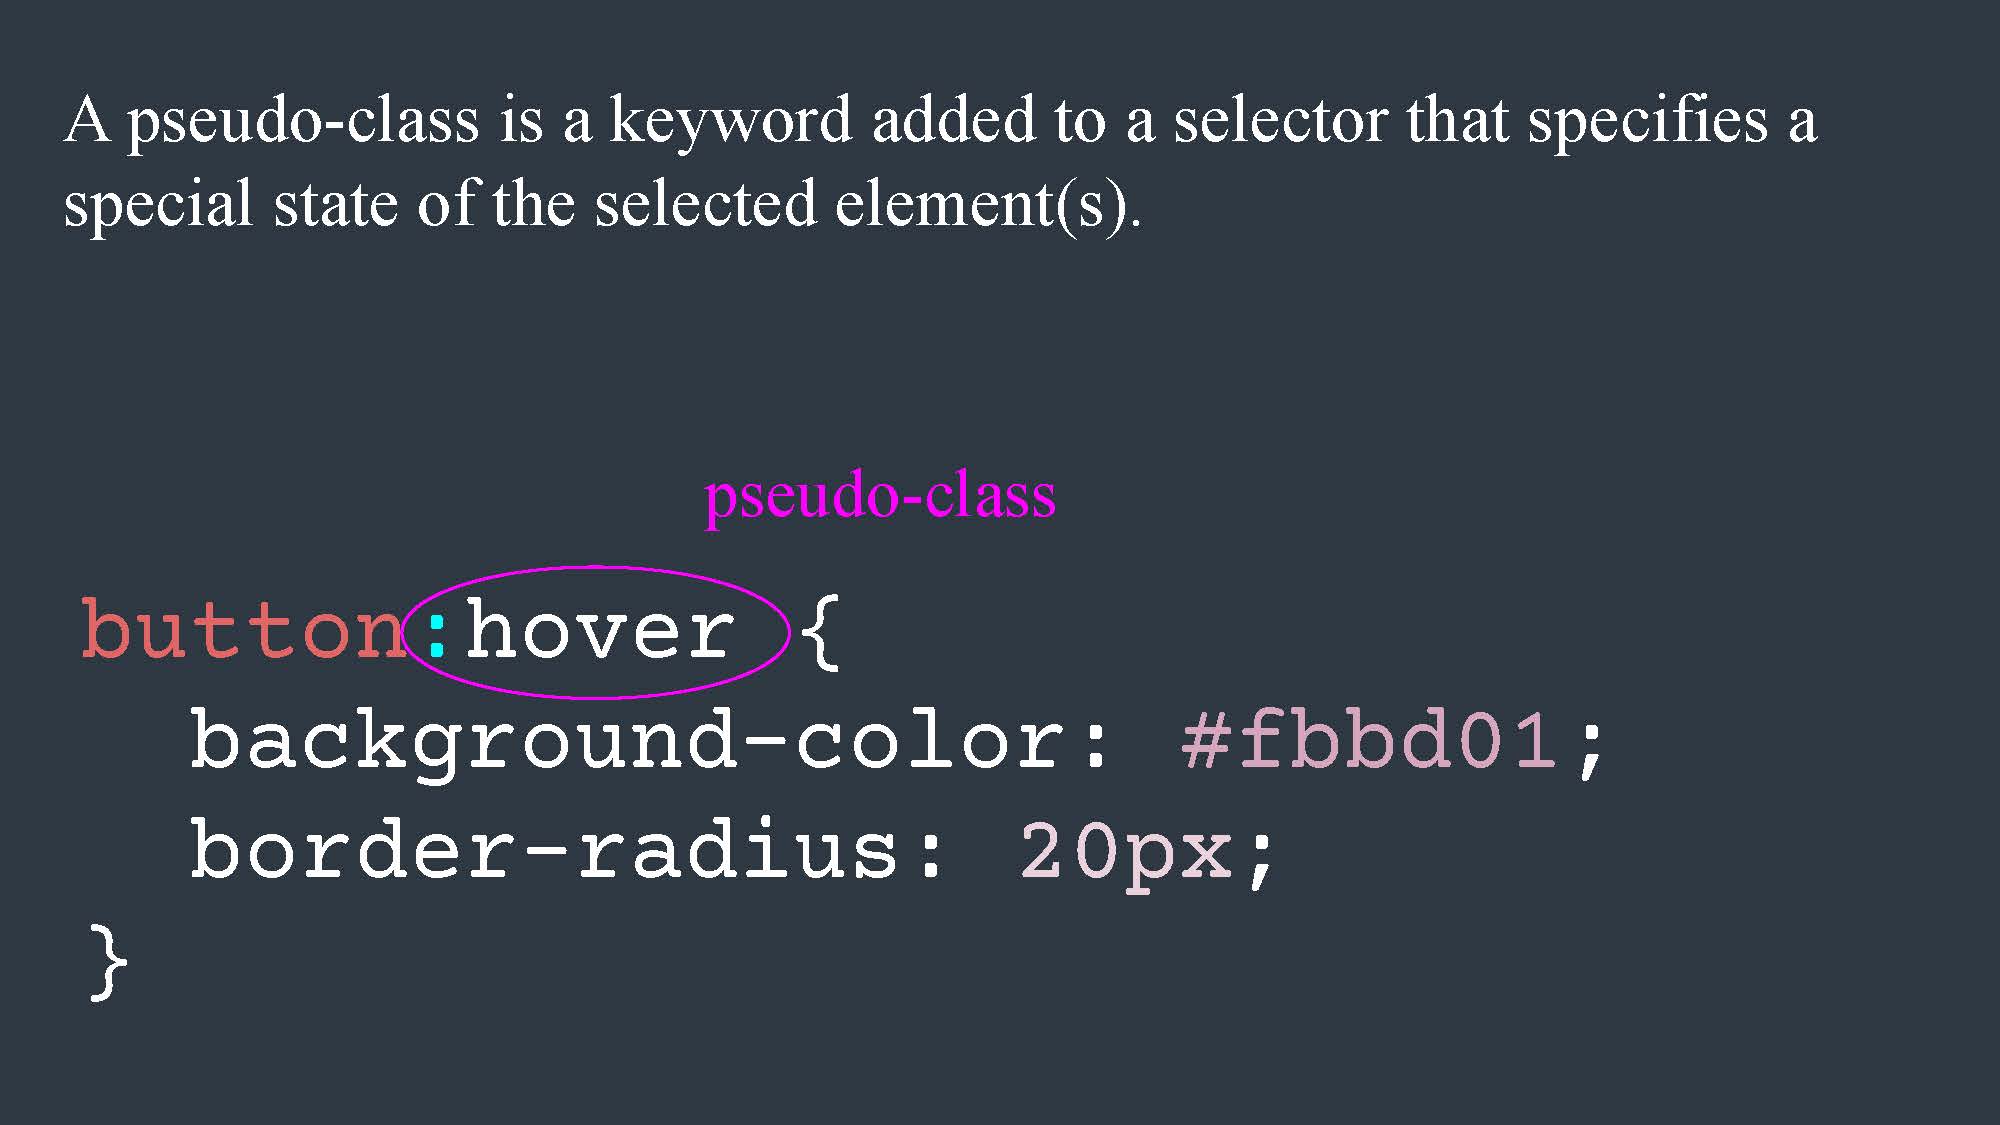 A pseudo-class is a keyword added to a selector that specifies a
special state of the selected element(s).
pseudo-class
button:hover {
  background-color: #fbbd01;
  border-radius: 20px;
}